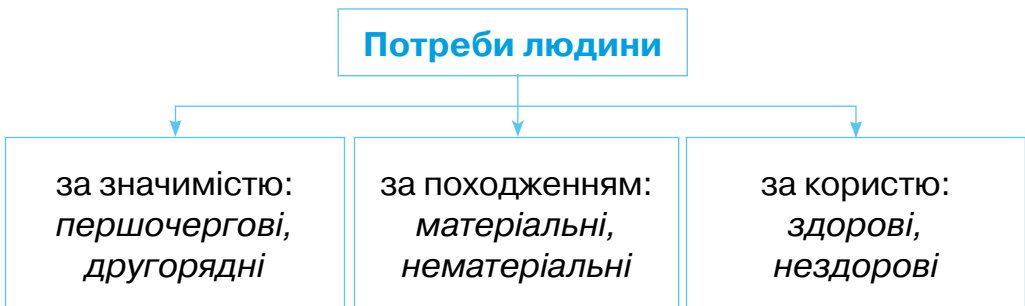 Потреби людини
за значимістю:
першочергові,
другорядні
за походженням:
матеріальні,
нематеріальні
за користю:
здорові,
нездорові